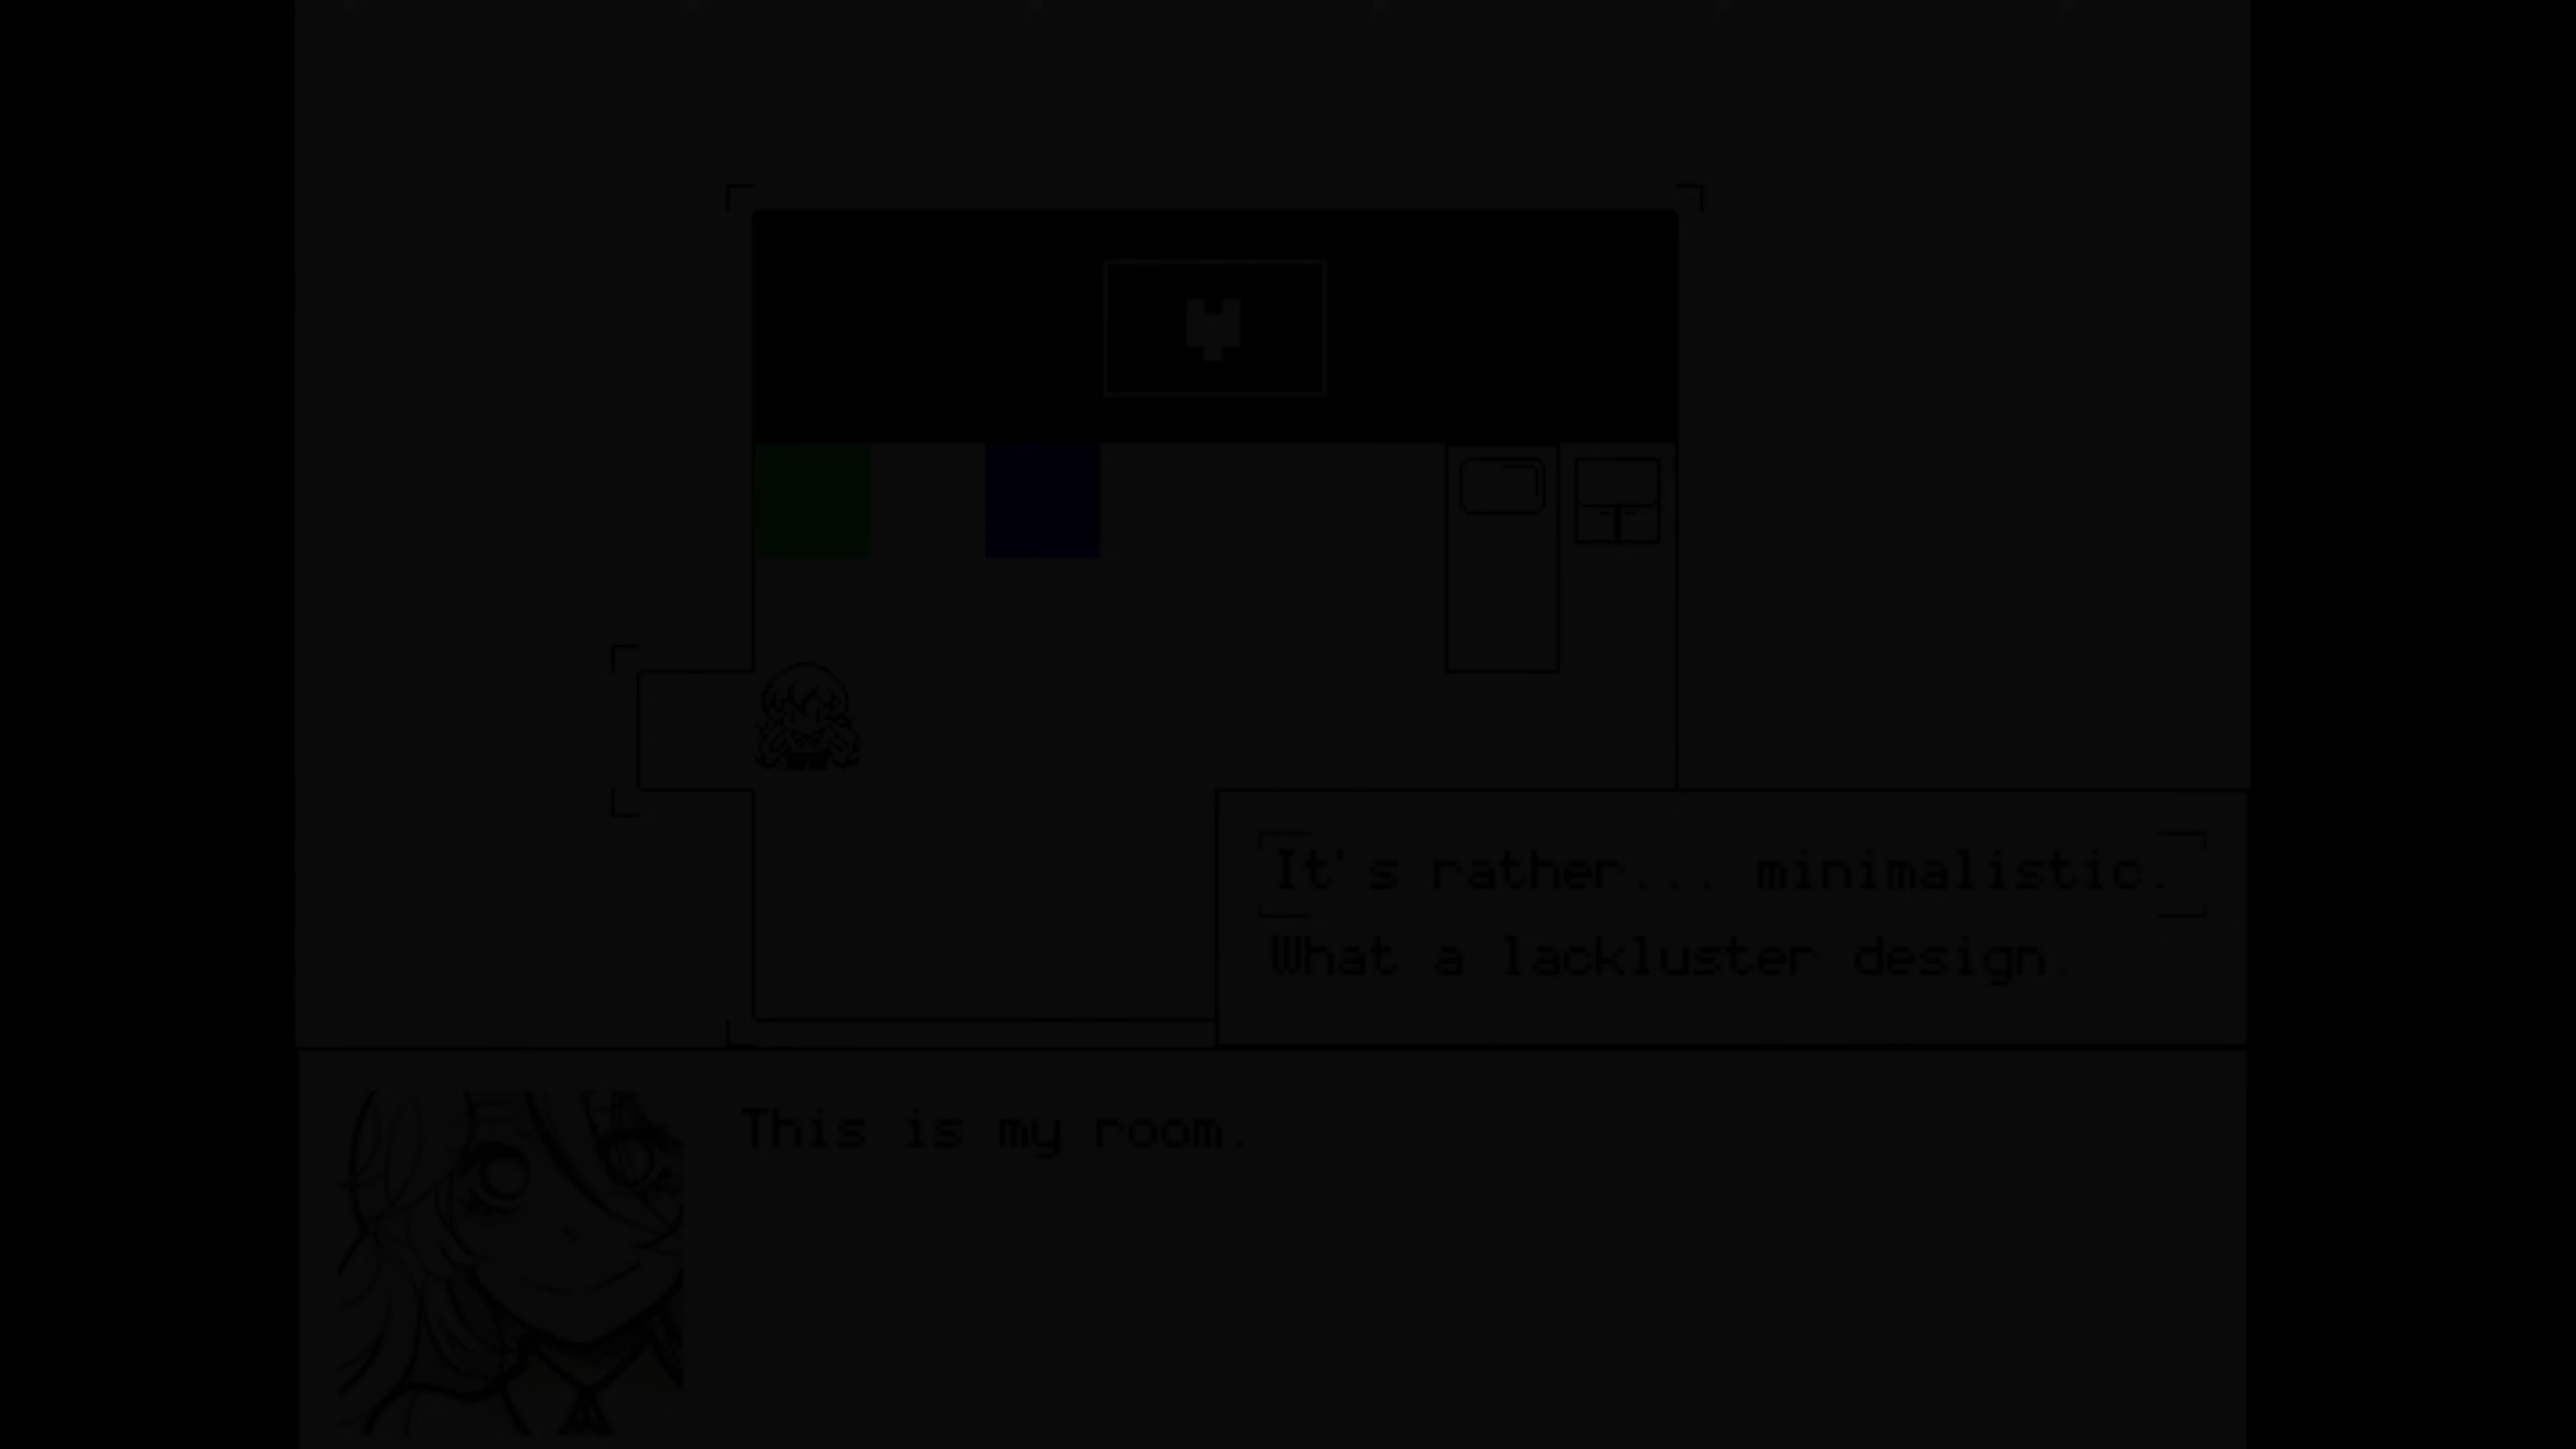 It's rather... minimalistic.
What a lackluster design.
This is my room.